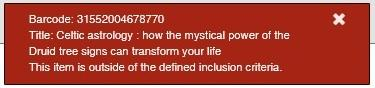 Barcode: 31552004678770
Title: Celtic astrology : how the mystical power of the
Druid tree signs can transform your life
This item is outside of the defined inclusion criteria.